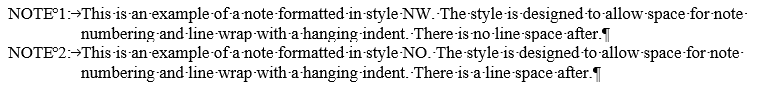 NOTE°1:→This·is·an·example·of·a·note·formatted·in·style·NW.··The·style·is·designed·to·allow·space·for·note·
numbering·and·line·wrap·with·a·hanging·indent.·There·is·no·line·space·after.¶
NOTE°2:→This·is·an·example·of·a·note·formatted·in·style·NO.··The·style·is·designed·to·allow·space·for·note·
numbering·and·line·wrap·with·a·hanging·indent.·There·is·a·line·space·after.¶